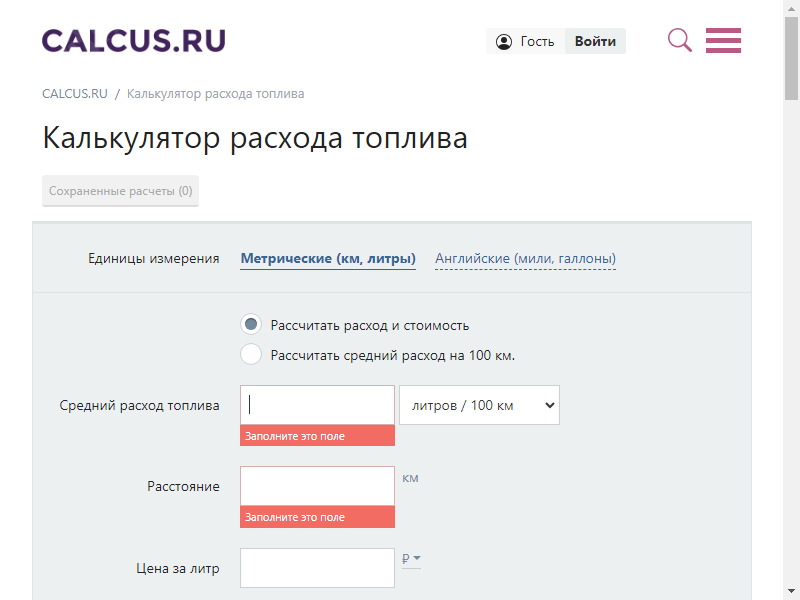 CALCUS.RU
Гость Войти
CALCUS.RU / Калькулятор расхода топлива
Калькулятор расхода топлива
Сохраненные расчеты (0)
Единицы измерения Метрические (км, литры) Английские (мили, галлоны)
Рассчитать расход и стоимость
Рассчитать средний расход на 100 км.
Средний расход топлива литров / 100 км
Заполните это поле
Расстояние км
Заполните это поле
Цена за литр ₽